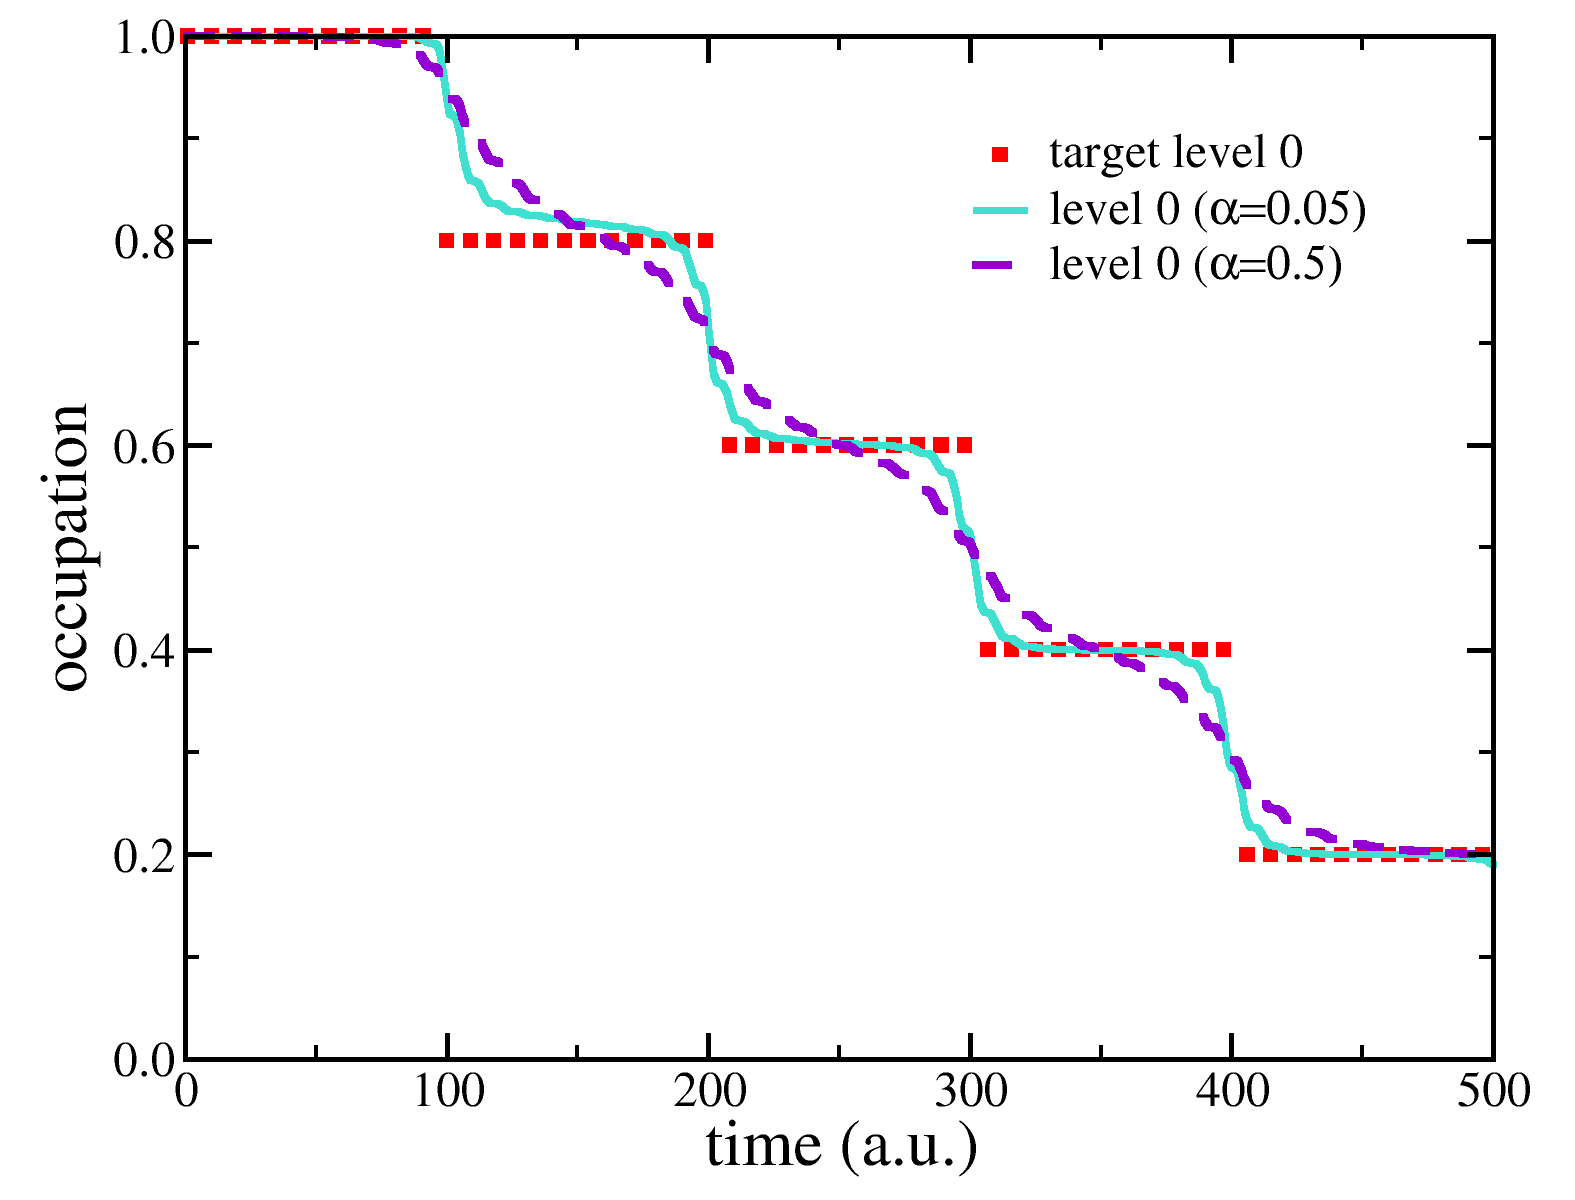 1.0
0.8
0.6
0.4
0.2
0.0
0
100
200
300
400
500
occupation
time (a.u.)
target level 0
level 0 (α=0.05)
level 0 (α=0.5)